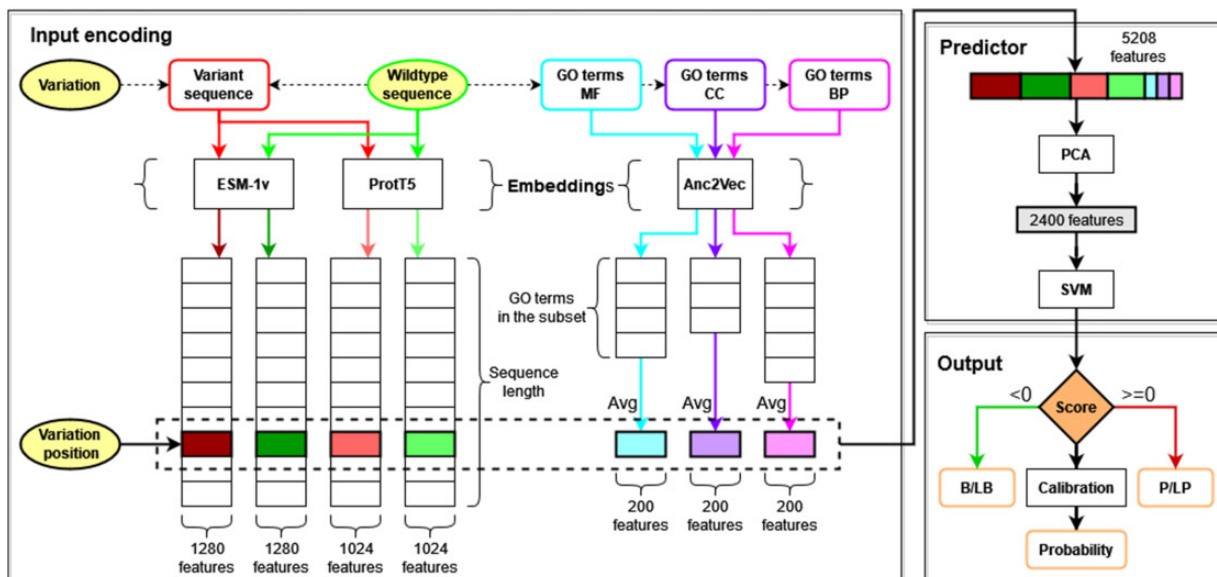 Input encoding
Variation
Variant
sequence
Wildtype
sequence
GO terms
MF
GO terms
CC
GO terms
BP
ESM-1v
ProtT5
Embeddings
Anc2Vec
GO terms
in the subset
Sequence
length
Avg
Avg
Avg
Variation
position
1280
features
1280
features
1024
features
1024
features
200
features
200
features
200
features
Predictor
5208
features
PCA
2400 features
SVM
Output
<0
Score
>=0
B/LB
Calibration
P/LP
Probability